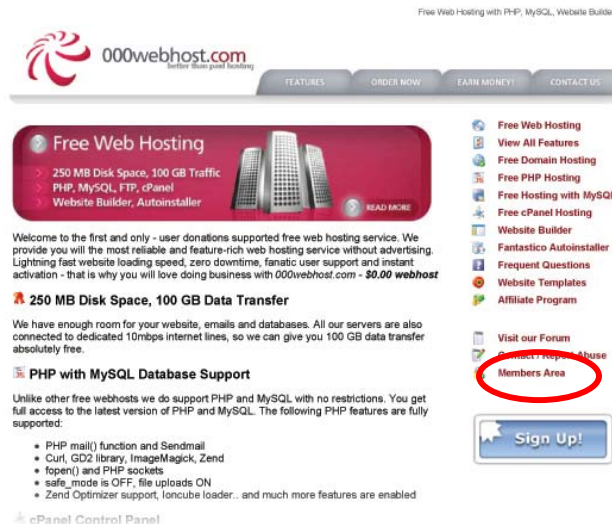 Free Web Hosting with PHP, MySQL, Website Builde
000webhost.com
better than paid hosting
FEATURES
ORDER NOW
EARN MONEY!
CONTACT US
Free Web Hosting
250 MB Disk Space, 100 GB Traffic
PHP, MySQL, FTP, cPanel
Website Builder, Autoinstaller
READ MORE
Welcome to the first and only - user donations supported free web hosting service. We
provide you will the most reliable and feature-rich web hosting service without advertising.
Lightning fast website loading speed, zero downtime, fanatic user support and instant
activation - that is why you will love doing business with 000webhost.com - $0.00 webhost
250 MB Disk Space, 100 GB Data Transfer
We have enough room for your website, emails and databases. All our servers are also
connected to dedicated 10mbps internet lines, so we can give you 100 GB data transfer
absolutely free.
PHP with MySQL Database Support
Unlike other free webhosts we do support PHP and MySQL with no restrictions. You get
full access to the latest version of PHP and MySQL. The following PHP features are fully
supported:
PHP mail() function and Sendmail
Curl, GD2 library, ImageMagick, Zend
fopen() and PHP sockets
safe_mode is OFF, file uploads ON
Zend Optimizer support, Ioncube loader.. and much more features are enabled
cPanel Control Panel
Free Web Hosting
View All Features
Free Domain Hosting
Free PHP Hosting
Free Hosting with MySQL
Free cPanel Hosting
Website Builder
Fantastico Autoinstaller
Frequent Questions
Website Templates
Affiliate Program
Visit our Forum
Contact / Report Abuse
Members Area
Sign Up!